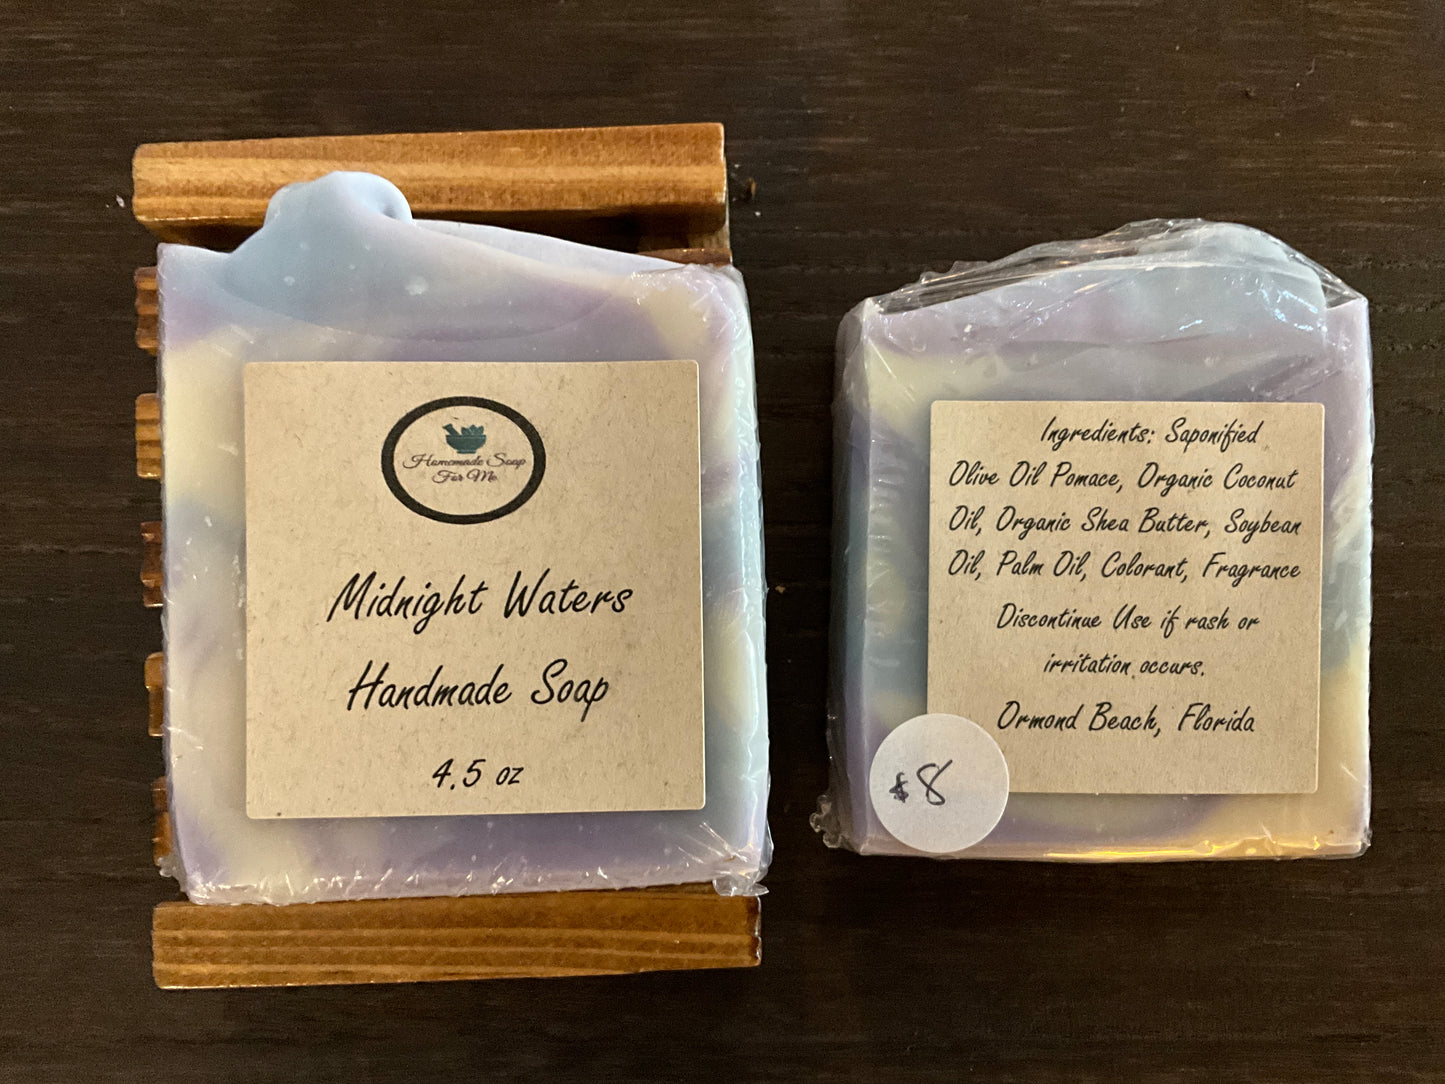 Homemade Soap
For Me
Midnight Waters
Handmade Soap
4.5 oz
Ingredients: Saponified
Olive Oil Pomace, Organic Coconut
Oil, Organic Shea Butter, Soybean
Oil, Palm Oil, Colorant, Fragrance
Discontinue Use if rash or
irritation occurs.
Ormond Beach, Florida
$8